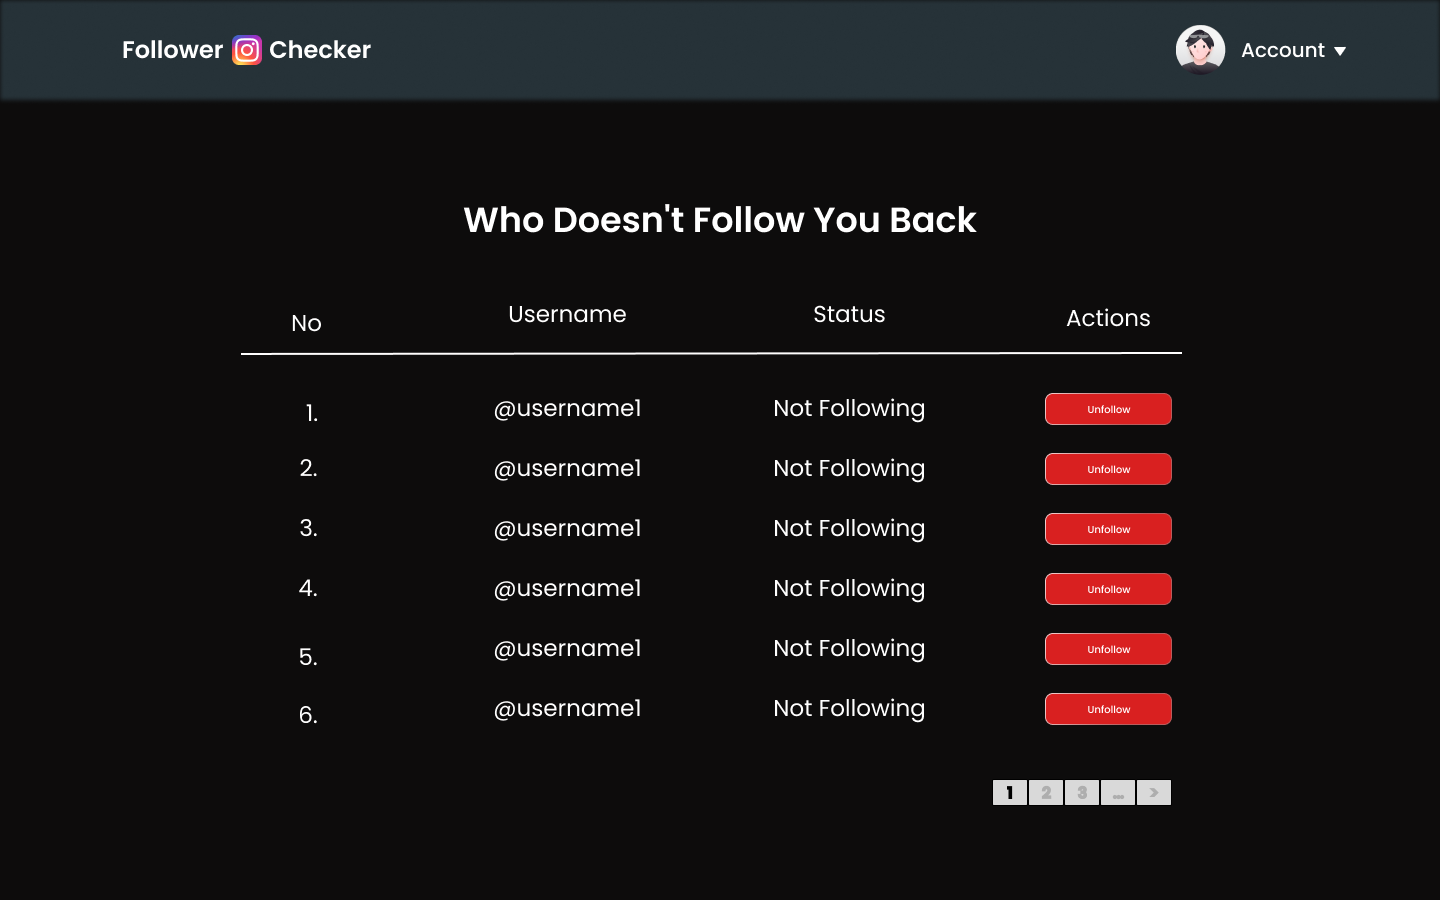 Follower Checker
Account
Who Doesn't Follow You Back
No Username Status Actions
1. @username1 Not Following Unfollow
2. @username1 Not Following Unfollow
3. @username1 Not Following Unfollow
4. @username1 Not Following Unfollow
5. @username1 Not Following Unfollow
6. @username1 Not Following Unfollow
1 2 3 ... >